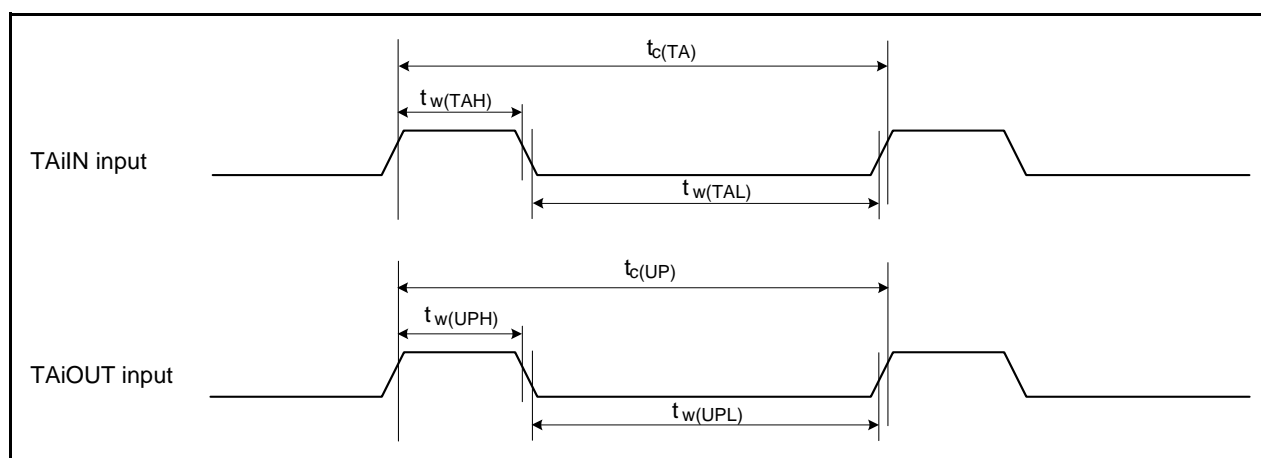 tc(TA)
tw(TAH)
TAiIN input
tw(TAL)
tc(UP)
tw(UPH)
TAiOUT input
tw(UPL)